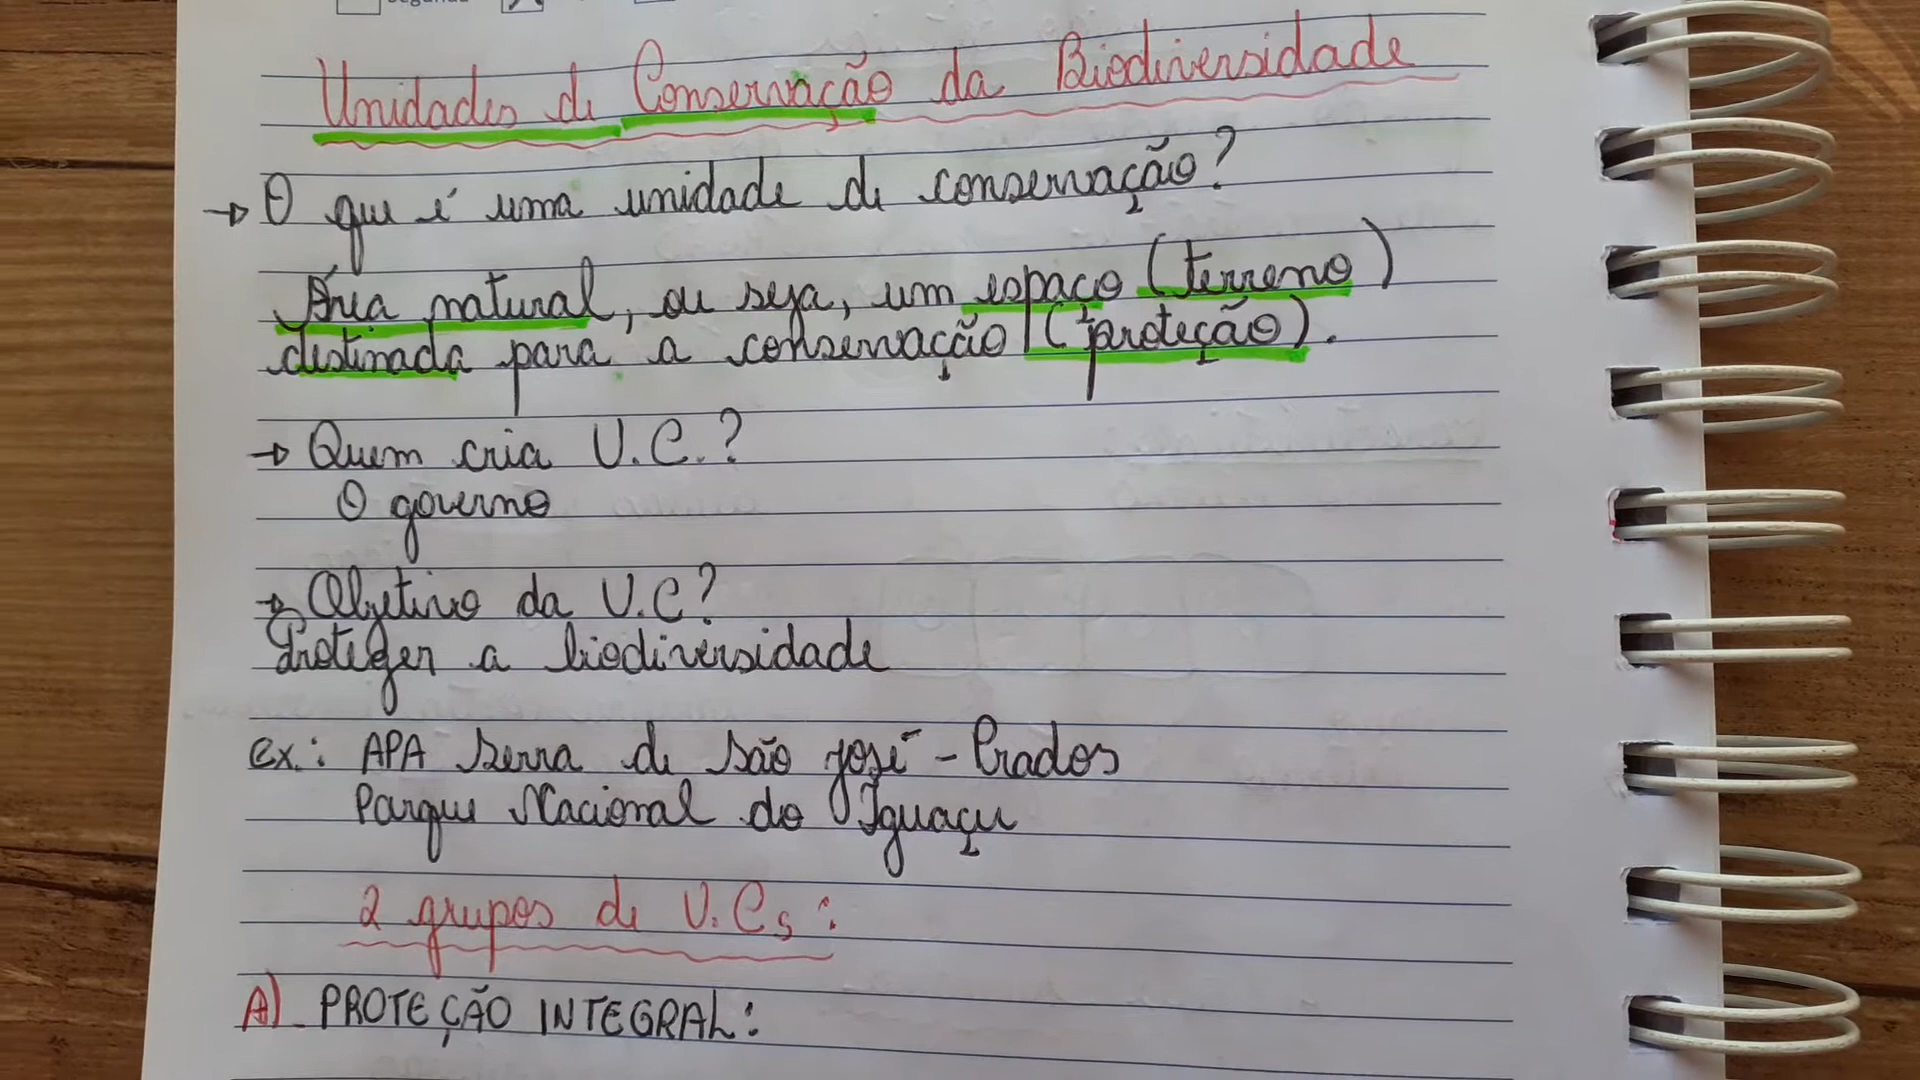 Unidades de Conservação da Biodiversidade
→ O que é uma unidade de conservação?
Área natural, ou seja, um espaço (terreno)
destinada para a conservação (proteção).
→ Quem cria U.C.?
O governo
→ Objetivo da U.C?
Proteger a biodiversidade
ex.: APA Serra de São José - Prados
Parque Nacional do Iguaçu
2 grupos de U.Cs:
A) PROTEÇÃO INTEGRAL: